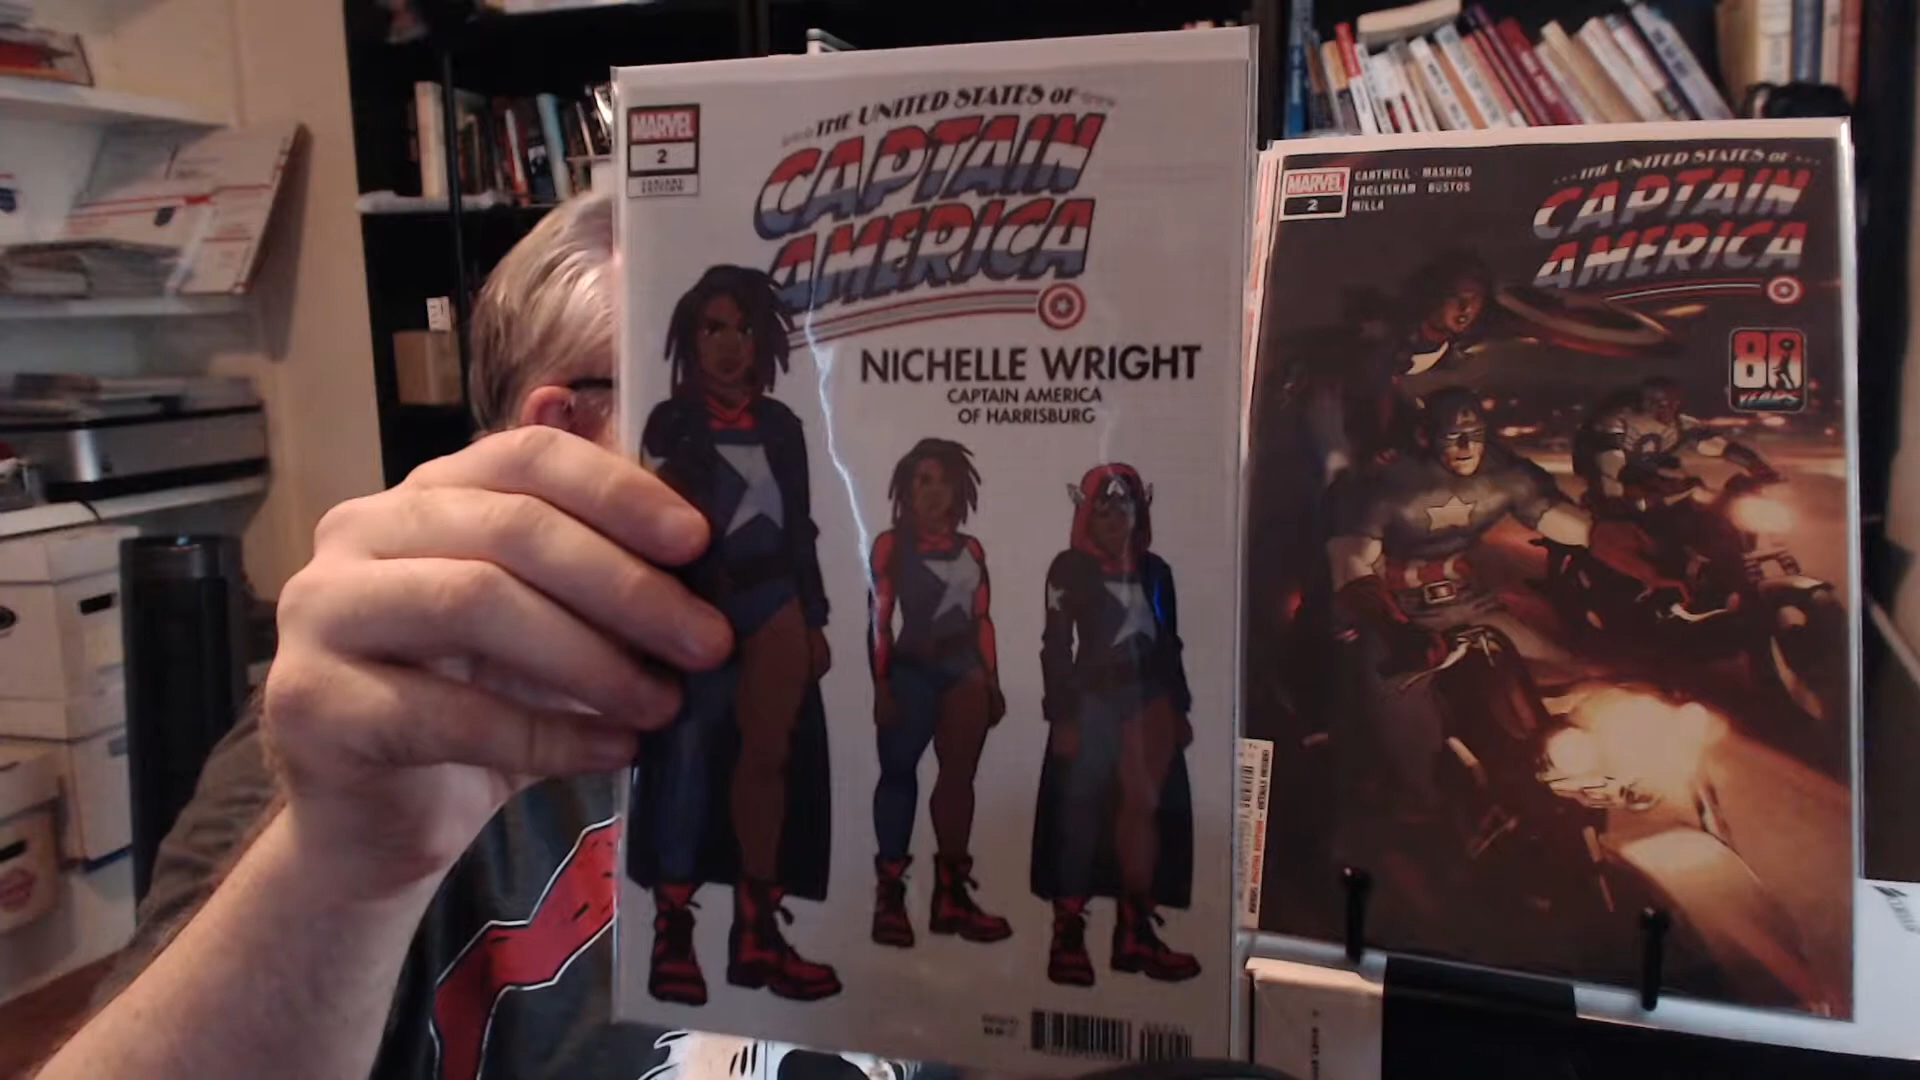 THE UNITED STATES OF
CAPTAIN
AMERICA
MARVEL
2
VARIANT
EDITION
NICHELLE WRIGHT
CAPTAIN AMERICA
OF HARRISBURG
MARVEL
2
CANTWELL · MASHIGO
EAGLESHAM BUSTOS
MILLA
...THE UNITED STATES OF...
CAPTAIN
AMERICA
80
YEARS